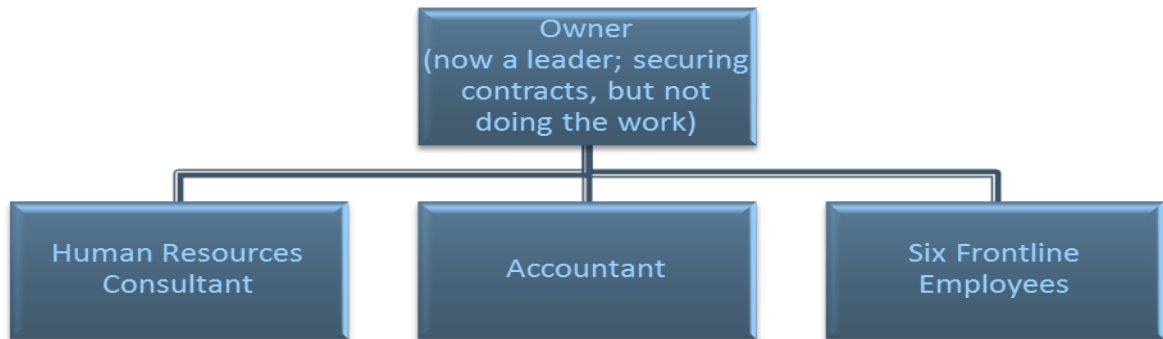 Owner
(now a leader; securing
contracts, but not
doing the work)
Human Resources
Consultant
Accountant
Six Frontline
Employees